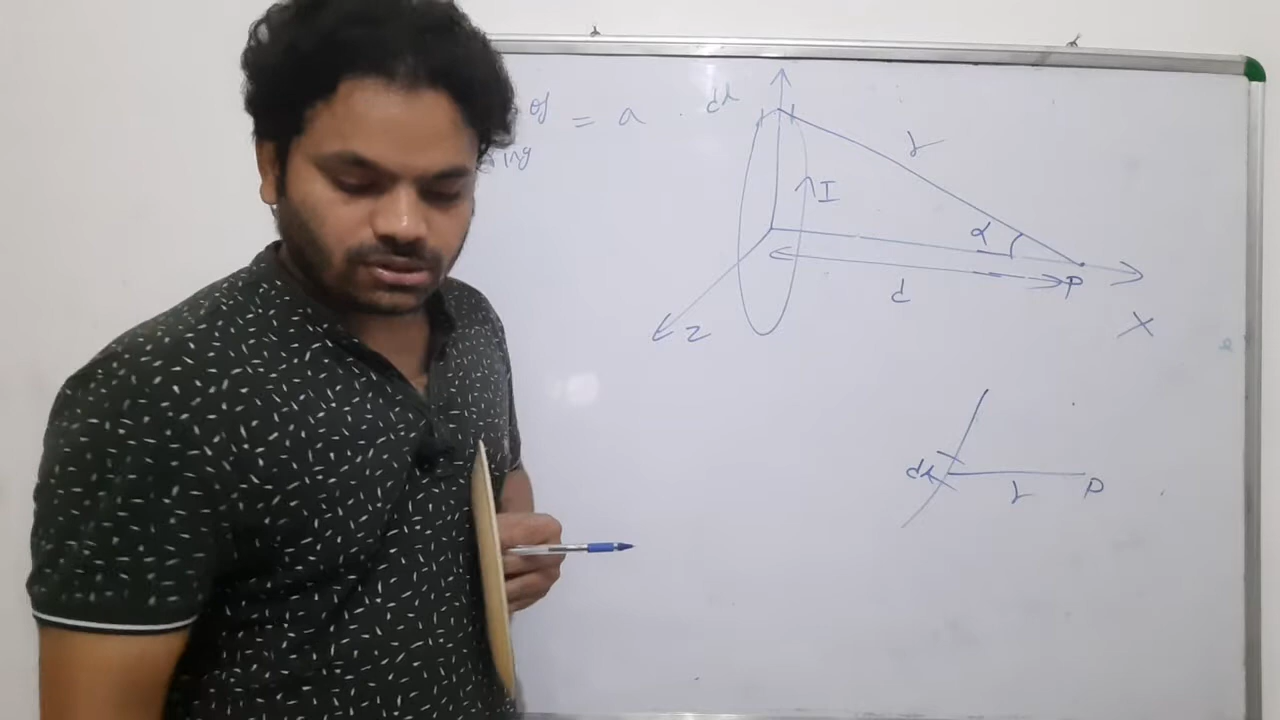 of = a
ring
dl
r
I
α
d
P
Z
X
dl
r
P